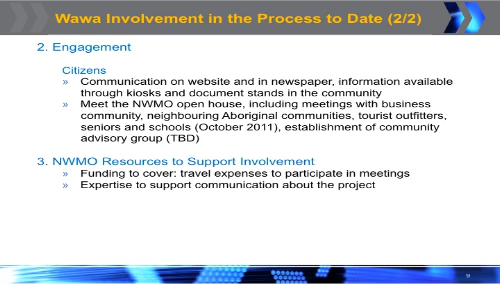 Wawa Involvement in the Process to Date (2/2)
2. Engagement
Citizens
» Communication on website and in newspaper, information available
through kiosks and document stands in the community
» Meet the NWMO open house, including meetings with business
community, neighbouring Aboriginal communities, tourist outfitters,
seniors and schools (October 2011), establishment of community
advisory group (TBD)
3. NWMO Resources to Support Involvement
» Funding to cover: travel expenses to participate in meetings
» Expertise to support communication about the project